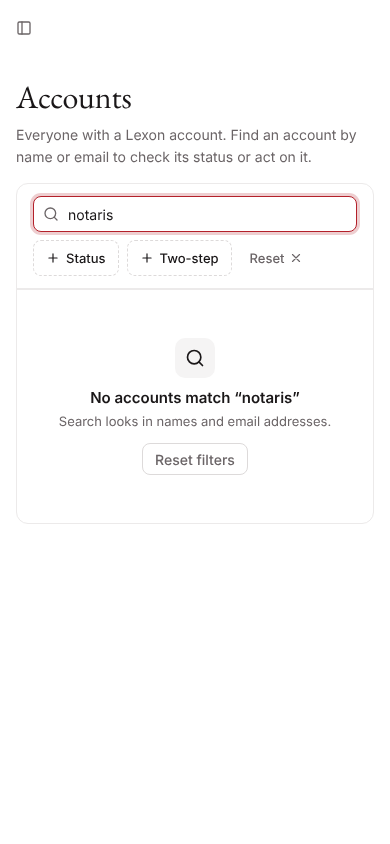 Accounts
Everyone with a Lexon account. Find an account by
name or email to check its status or act on it.
notaris
Status
Two-step
Reset
No accounts match “notaris”
Search looks in names and email addresses.
Reset filters